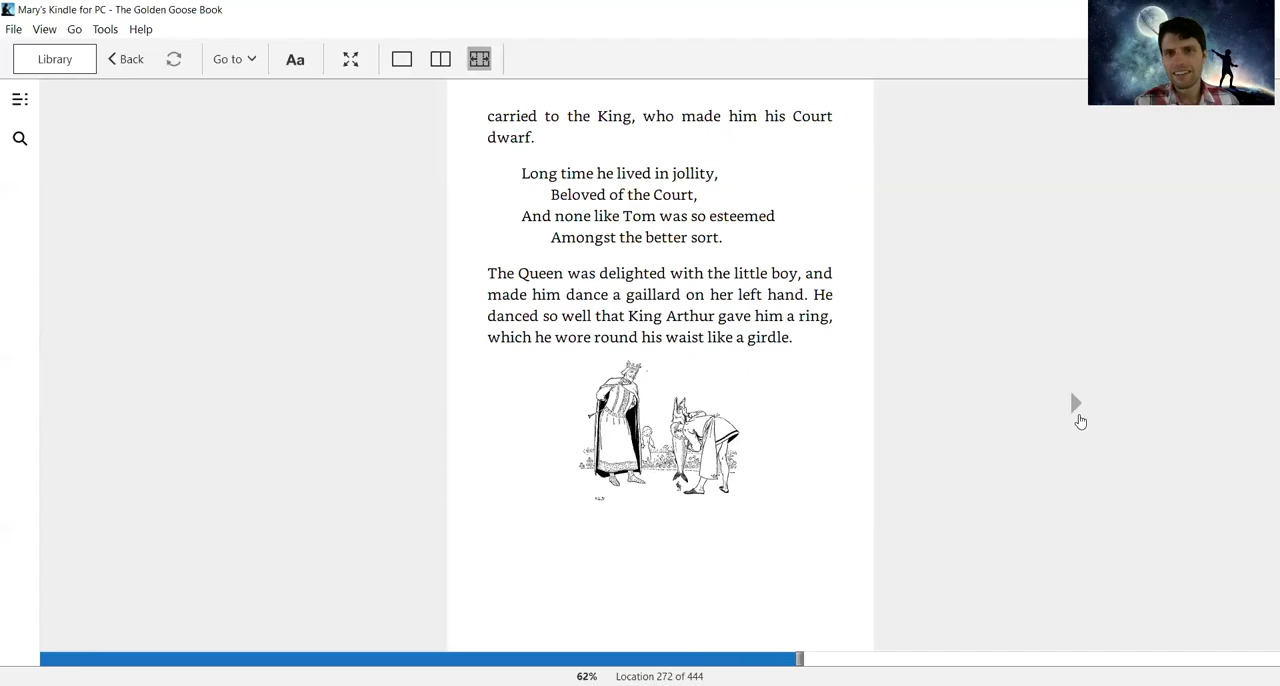 Mary's Kindle for PC - The Golden Goose Book
File View Go Tools Help
Library Back Go to Aa
carried to the King, who made him his Court
dwarf.
Long time he lived in jollity,
Beloved of the Court,
And none like Tom was so esteemed
Amongst the better sort.
The Queen was delighted with the little boy, and
made him dance a gaillard on her left hand. He
danced so well that King Arthur gave him a ring,
which he wore round his waist like a girdle.
62% Location 272 of 444